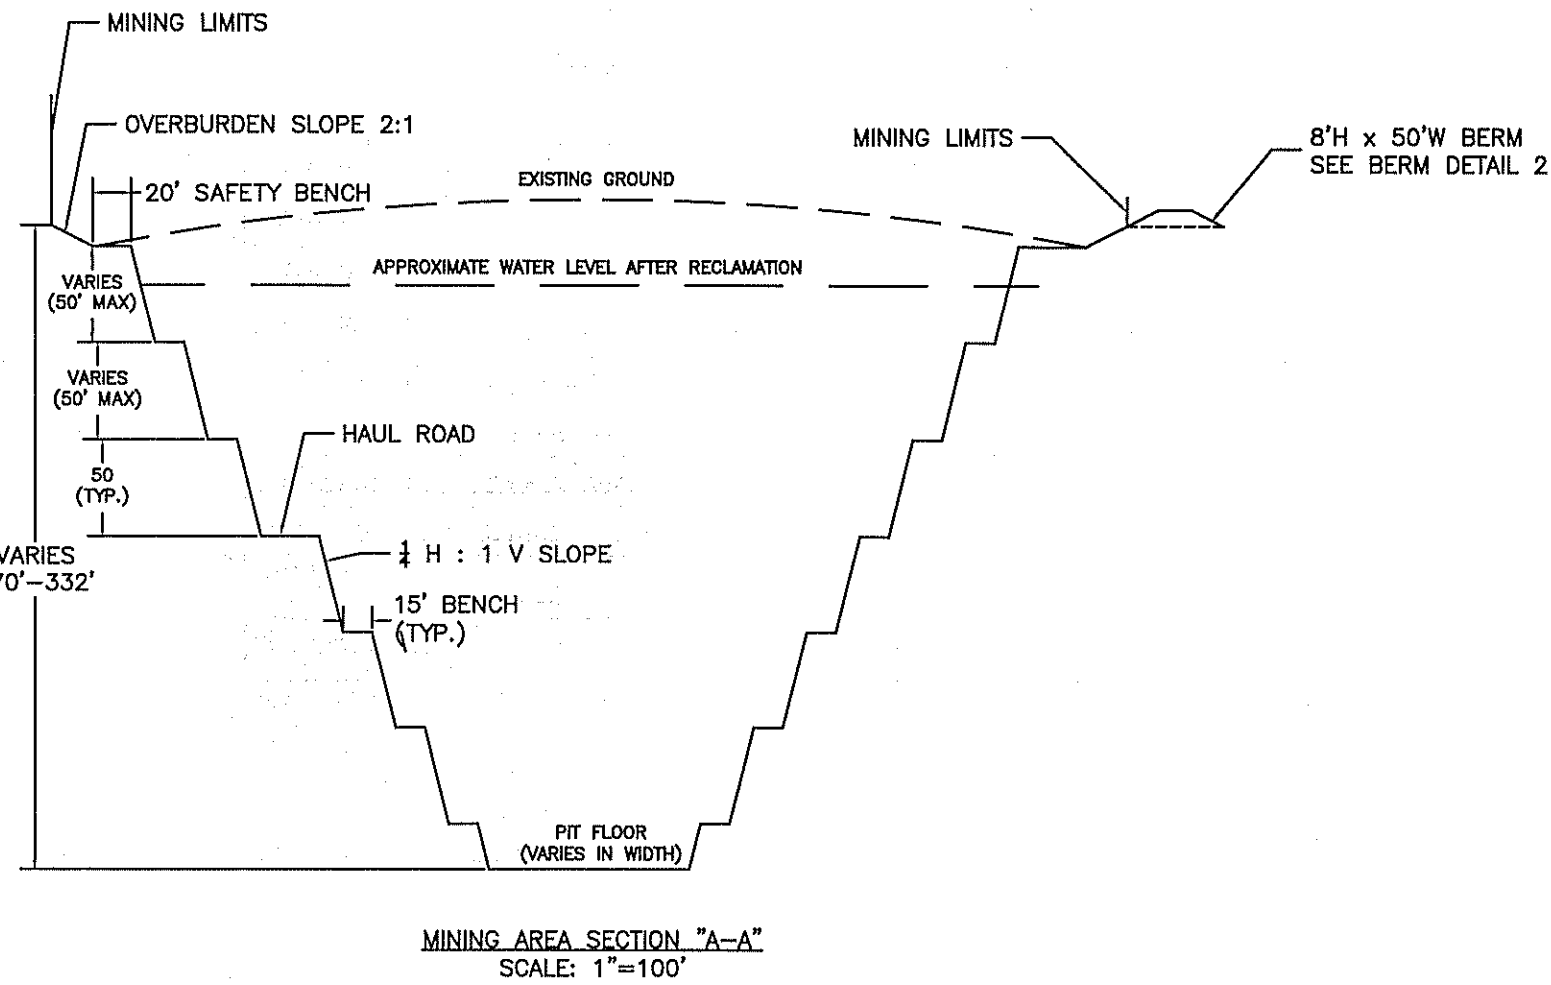 MINING LIMITS
OVERBURDEN SLOPE 2:1
MINING LIMITS
8'H x 50'W BERM
SEE BERM DETAIL 2
20' SAFETY BENCH
EXISTING GROUND
APPROXIMATE WATER LEVEL AFTER RECLAMATION
VARIES
(50' MAX)
VARIES
(50' MAX)
HAUL ROAD
50
(TYP.)
VARIES
70'-332'
¼ H : 1 V SLOPE
15' BENCH
(TYP.)
PIT FLOOR
(VARIES IN WIDTH)
MINING AREA SECTION "A-A"
SCALE: 1"=100'